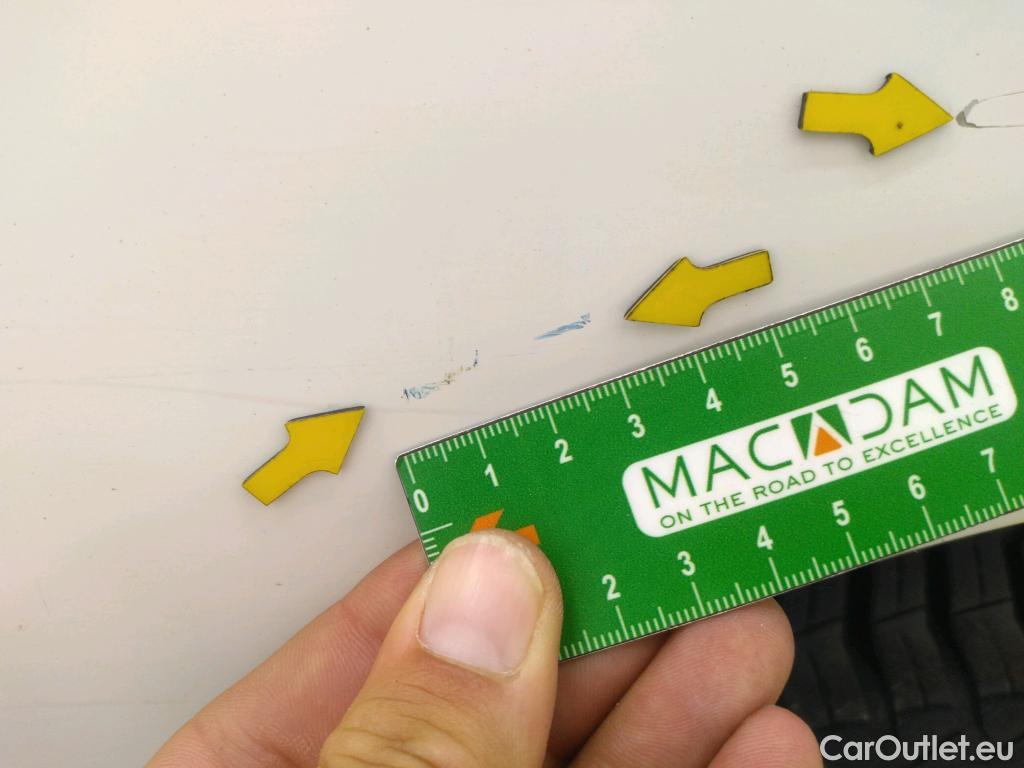 0 1 2 3 4 5 6 7 8
MACADAM
ON THE ROAD TO EXCELLENCE
2 3 4 5 6 7
CarOutlet.eu